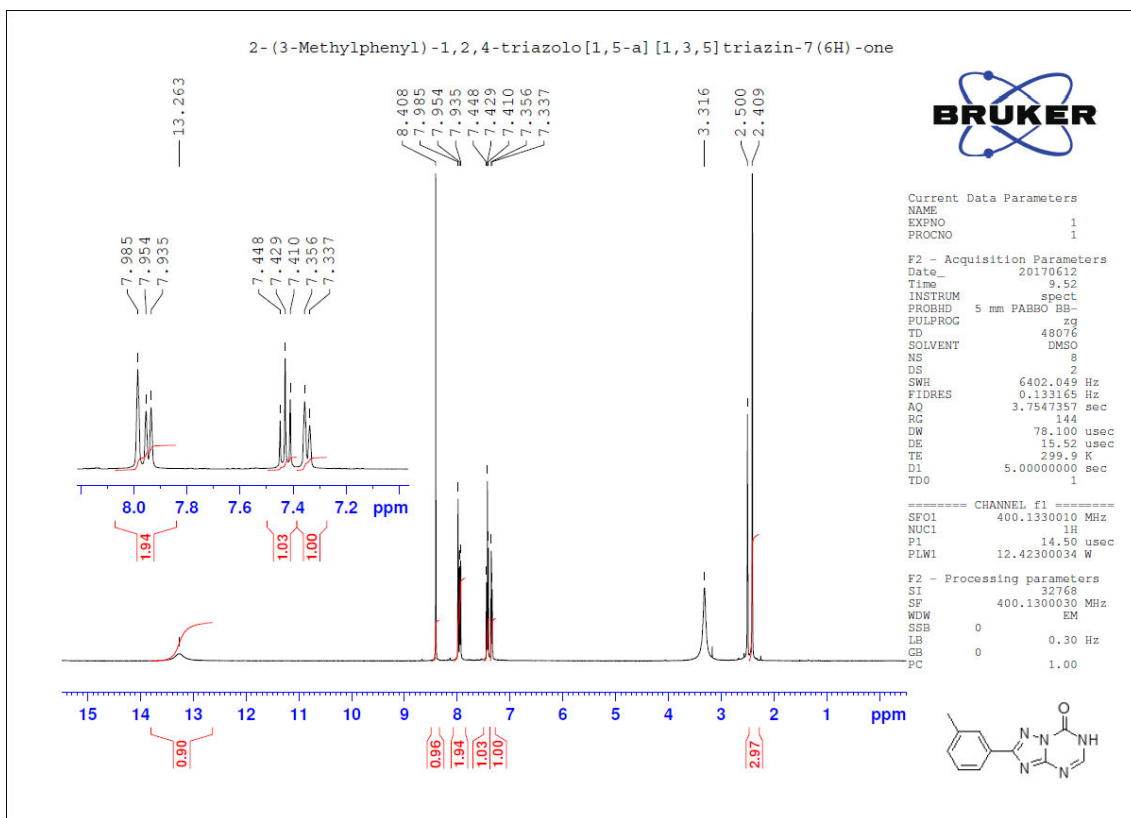 2-(3-Methylphenyl)-1,2,4-triazolo[1,5-a][1,3,5]triazin-7(6H)-one
13.263
8.408
7.985
7.954
7.935
7.448
7.429
7.410
7.356
7.337
3.316
2.500
2.409
BRUKER
7.985
7.954
7.935
7.448
7.429
7.410
7.356
7.337
8.0 7.8 7.6 7.4 7.2 ppm
1.94 1.03 1.00
15 14 13 12 11 10 9 8 7 6 5 4 3 2 1 ppm
0.90 0.96 1.94 1.03 1.00 2.97
Current Data Parameters
NAME
EXPNO 1
PROCNO 1
F2 - Acquisition Parameters
Date_ 20170612
Time 9.52
INSTRUM spect
PROBHD 5 mm PABBO BB-
PULPROG zg
TD 48076
SOLVENT DMSO
NS 8
DS 2
SWH 6402.049 Hz
FIDRES 0.133165 Hz
AQ 3.7547357 sec
RG 144
DW 78.100 usec
DE 15.52 usec
TE 299.9 K
D1 5.00000000 sec
TD0 1
======== CHANNEL f1 ========
SFO1 400.1330010 MHz
NUC1 1H
P1 14.50 usec
PLW1 12.42300034 W
F2 - Processing parameters
SI 32768
SF 400.1300030 MHz
WDW EM
SSB 0
LB 0.30 Hz
GB 0
PC 1.00
O
N N NH
N N